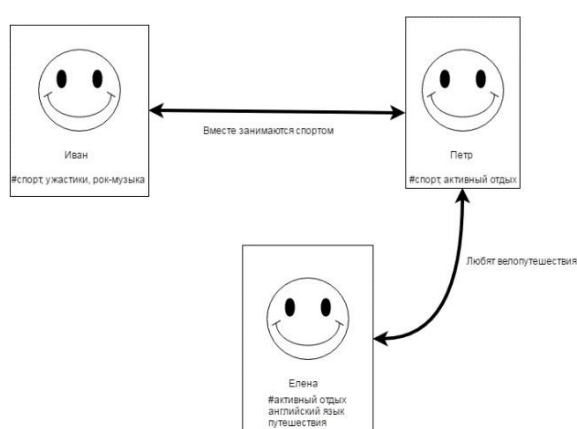 Вместе занимаются спортом
Иван
#спорт, ужастики, рок-музыка
Петр
#спорт, активный отдых
Любят велопутешествия
Елена
#активный отдых
английский язык
путешествия